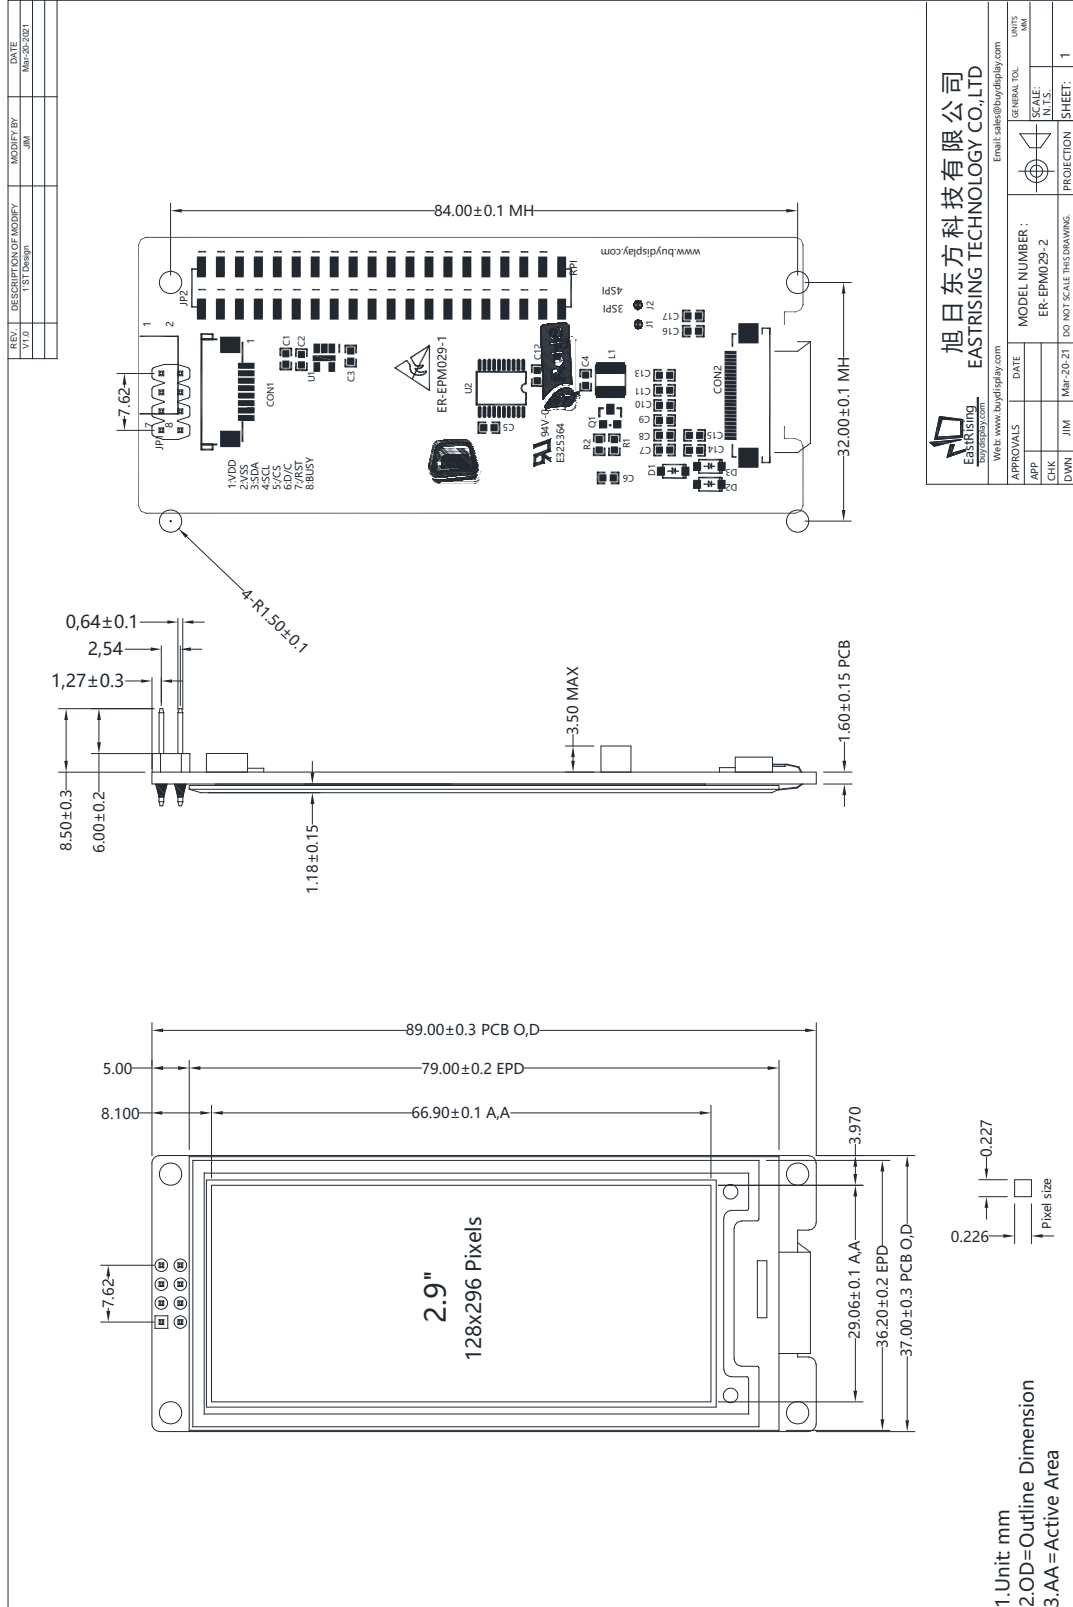 REV.
DESCRIPTION OF MODIFY
MODIFY BY
DATE
V1.0
1'ST Design
JIM
Mar-20-2021
84.00±0.1 MH
JP2
RPI
www.buydisplay.com
4SPI
3SPI
J2
J1
1
2
7
8
7.62
JP1
CON1
1
1:VDD
2:VSS
3:SDA
4:SCL
5:/CS
6:D/C
7:/RST
8:BUSY
C1
C2
U1
C3
ER-EPM029-1
U2
C5
C12
C4
L1
94V-0
E325364
Q1
R2
R1
C6
C17
C16
C13
C11
C10
C9
C8
C7
C15
C14
D1
D3
D2
CON2
32.00±0.1 MH
4-R1.50±0.1
0,64±0.1
2,54
1,27±0.3
8.50±0.3
6.00±0.2
1.18±0.15
3.50 MAX
1.60±0.15 PCB
89.00±0.3 PCB O,D
5.00
79.00±0.2 EPD
8.100
66.90±0.1 A,A
3.970
7.62
2.9"
128x296 Pixels
29.06±0.1 A,A
36.20±0.2 EPD
37.00±0.3 PCB O,D
0.227
0.226
Pixel size
1.Unit: mm
2.OD=Outline Dimension
3.AA=Active Area
EastRising
buydisplay.com
旭日东方科技有限公司
EASTRISING TECHNOLOGY CO.,LTD
Web: www.buydisplay.com
Email: sales@buydisplay.com
APPROVALS
DATE
APP
CHK
DWN
JIM
Mar-20-21
MODEL NUMBER :
ER-EPM029-2
DO NOT SCALE THIS DRAWING.
PROJECTION
GENERAL TOL.
UNITS
MM
SCALE:
N.T.S.
SHEET:
1